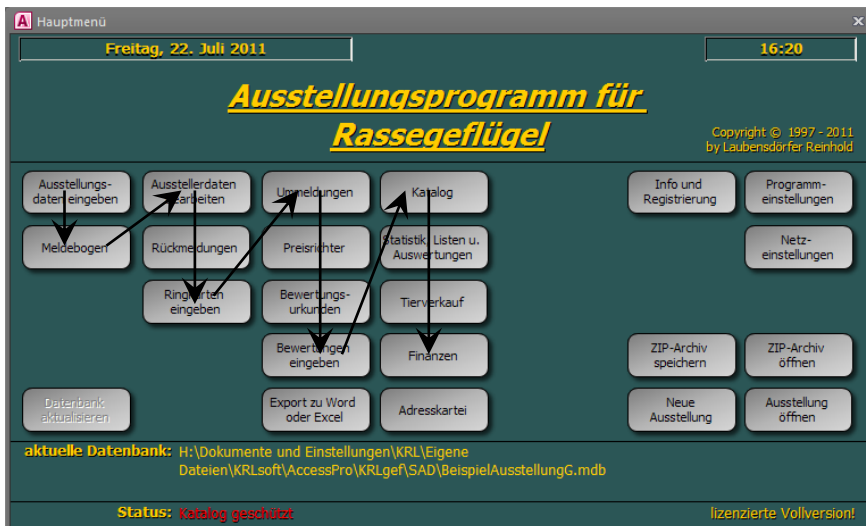 A Hauptmenü x
Freitag, 22. Juli 2011
16:20
Ausstellungsprogramm für
Rassegeflügel
Copyright © 1997 - 2011
by Laubensdörfer Reinhold
Ausstellungs-
daten eingeben
Ausstellerdaten
bearbeiten
Ummeldungen
Katalog
Info und
Registrierung
Programm-
einstellungen
Meldebogen
Rückmeldungen
Preisrichter
Statistik, Listen u.
Auswertungen
Netz-
einstellungen
Ringkarten
eingeben
Bewertungs-
urkunden
Tierverkauf
Bewertungen
eingeben
Finanzen
ZIP-Archiv
speichern
ZIP-Archiv
öffnen
Datenbank
aktualisieren
Export zu Word
oder Excel
Adresskartei
Neue
Ausstellung
Ausstellung
öffnen
aktuelle Datenbank: H:\Dokumente und Einstellungen\KRL\Eigene
Dateien\KRLsoft\AccessPro\KRLgef\SAD\BeispielAusstellungG.mdb
Status: Katalog geschützt
lizenzierte Vollversion!